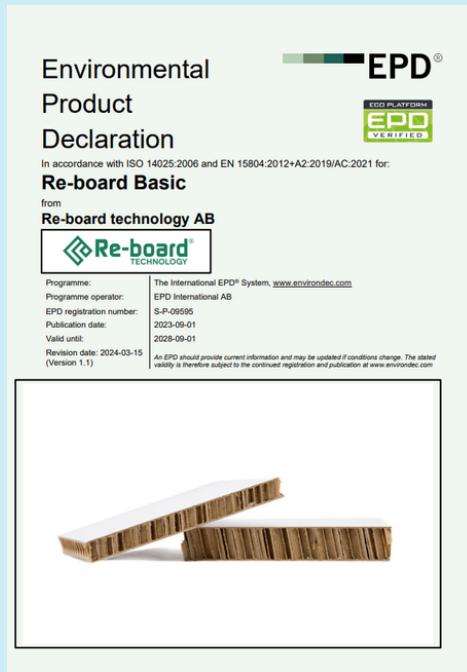 Environmental
Product
Declaration
EPD®
ECO PLATFORM
EPD
VERIFIED
In accordance with ISO 14025:2006 and EN 15804:2012+A2:2019/AC:2021 for:
Re-board Basic
from
Re-board technology AB
Re-board®
TECHNOLOGY
Programme: The International EPD® System, www.environdec.com
Programme operator: EPD International AB
EPD registration number: S-P-09595
Publication date: 2023-09-01
Valid until: 2028-09-01
Revision date: 2024-03-15
(Version 1.1)
An EPD should provide current information and may be updated if conditions change. The stated
validity is therefore subject to the continued registration and publication at www.environdec.com